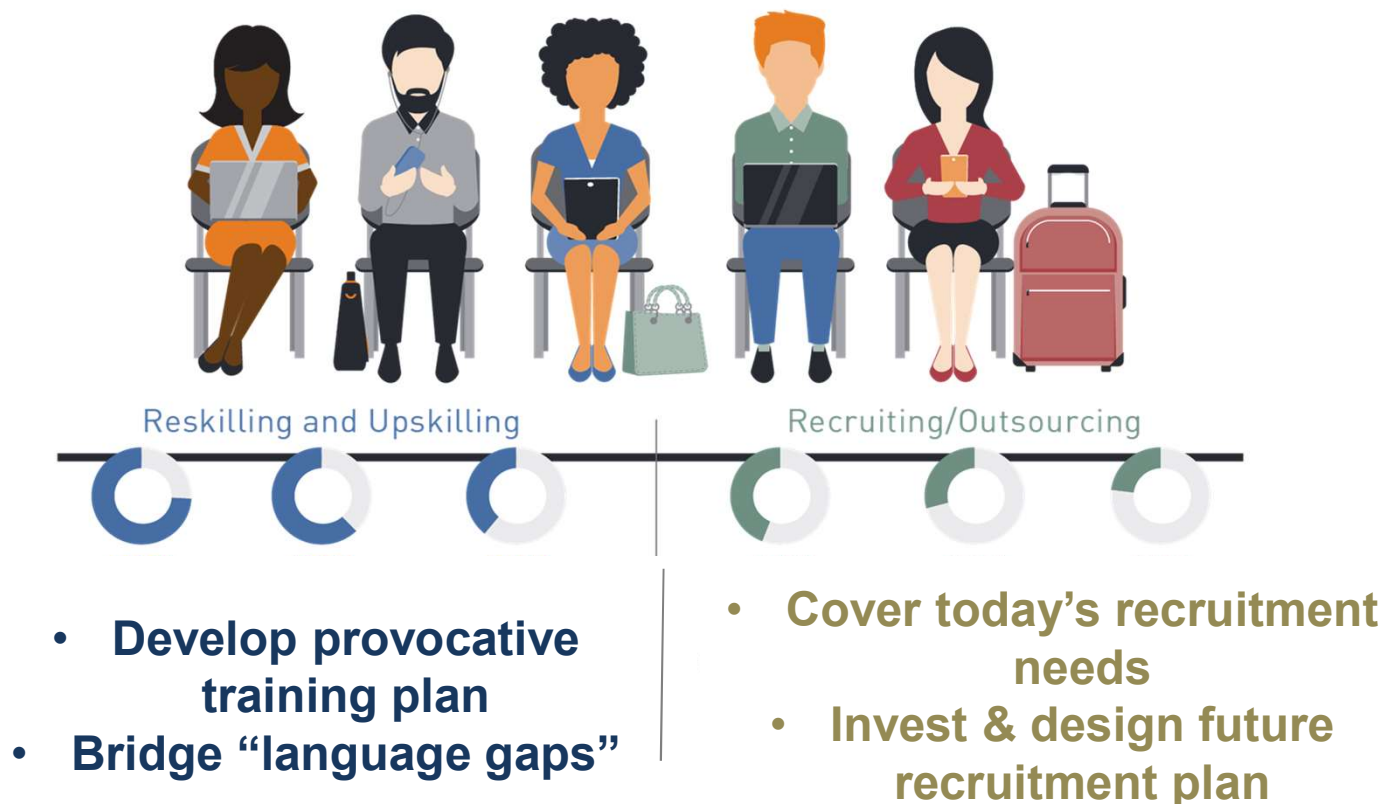 Reskilling and Upskilling
Recruiting/Outsourcing
• Develop provocative
training plan
• Bridge “language gaps”
• Cover today’s recruitment
needs
• Invest & design future
recruitment plan